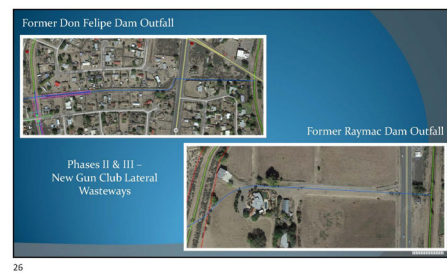 Former Don Felipe Dam Outfall
Former Raymac Dam Outfall
Phases II & III –
New Gun Club Lateral
Wasteways
26